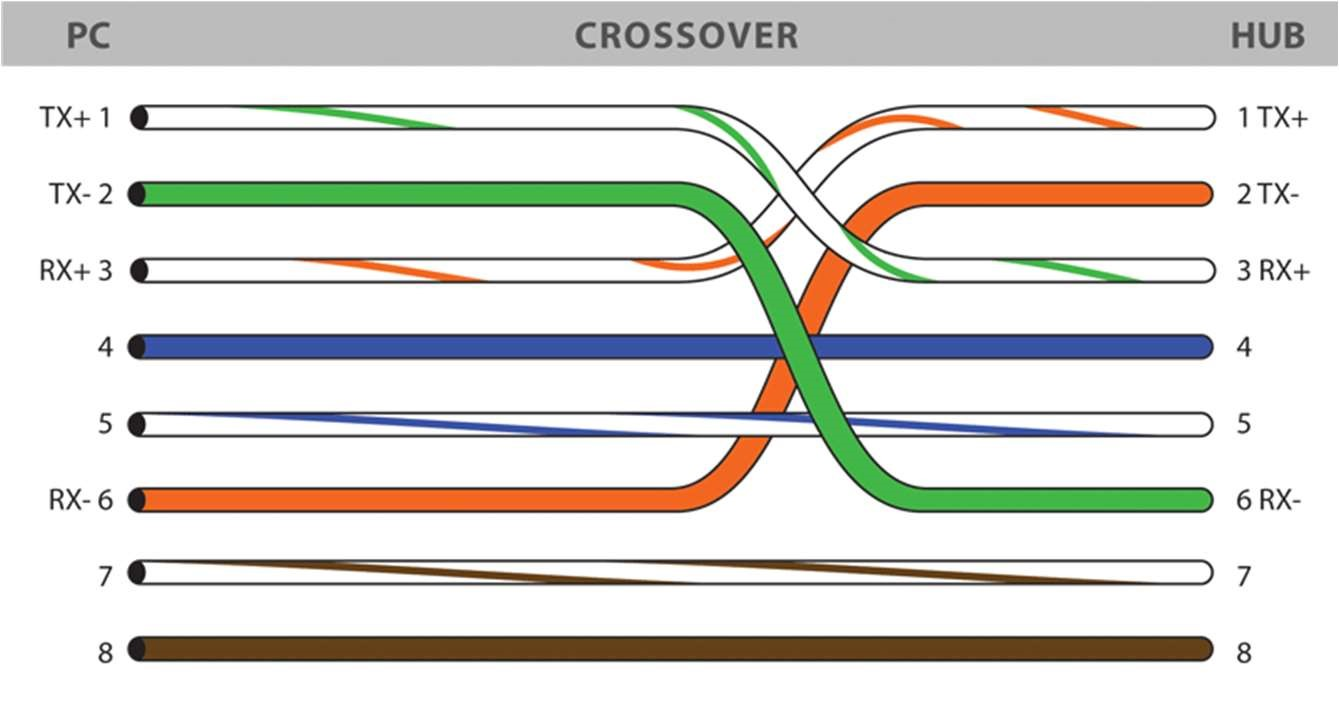 PC CROSSOVER HUB
TX+ 1 1 TX+
TX- 2 2 TX-
RX+ 3 3 RX+
4 4
5 5
RX- 6 6 RX-
7 7
8 8